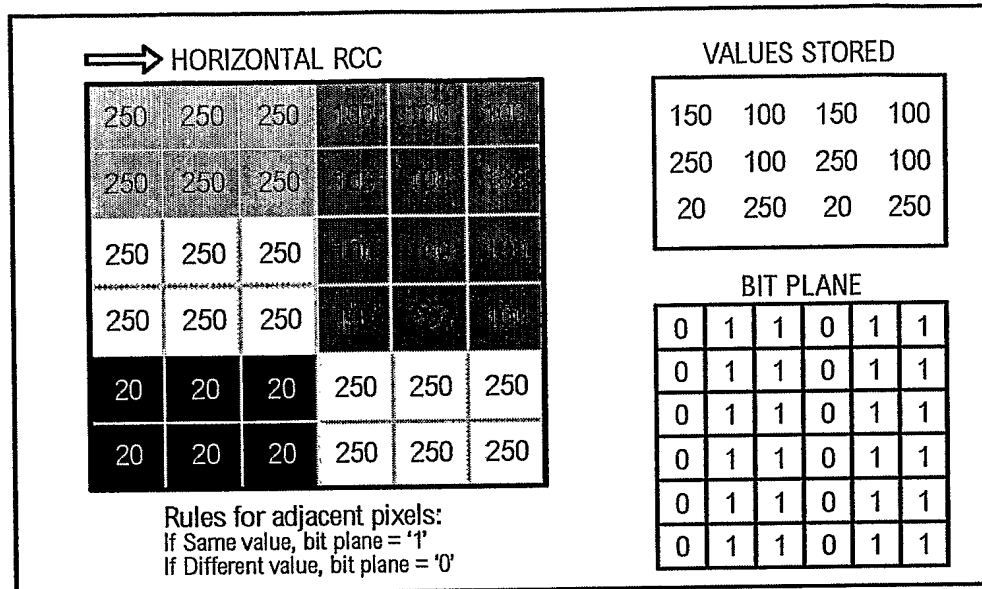 HORIZONTAL RCC
250 250 250
250 250 250
250 250 250
250 250 250
20 20 20 250 250 250
20 20 20 250 250 250
Rules for adjacent pixels:
If Same value, bit plane = ‘1’
If Different value, bit plane = ‘0’
VALUES STORED
150 100 150 100
250 100 250 100
20 250 20 250
BIT PLANE
0 1 1 0 1 1
0 1 1 0 1 1
0 1 1 0 1 1
0 1 1 0 1 1
0 1 1 0 1 1
0 1 1 0 1 1